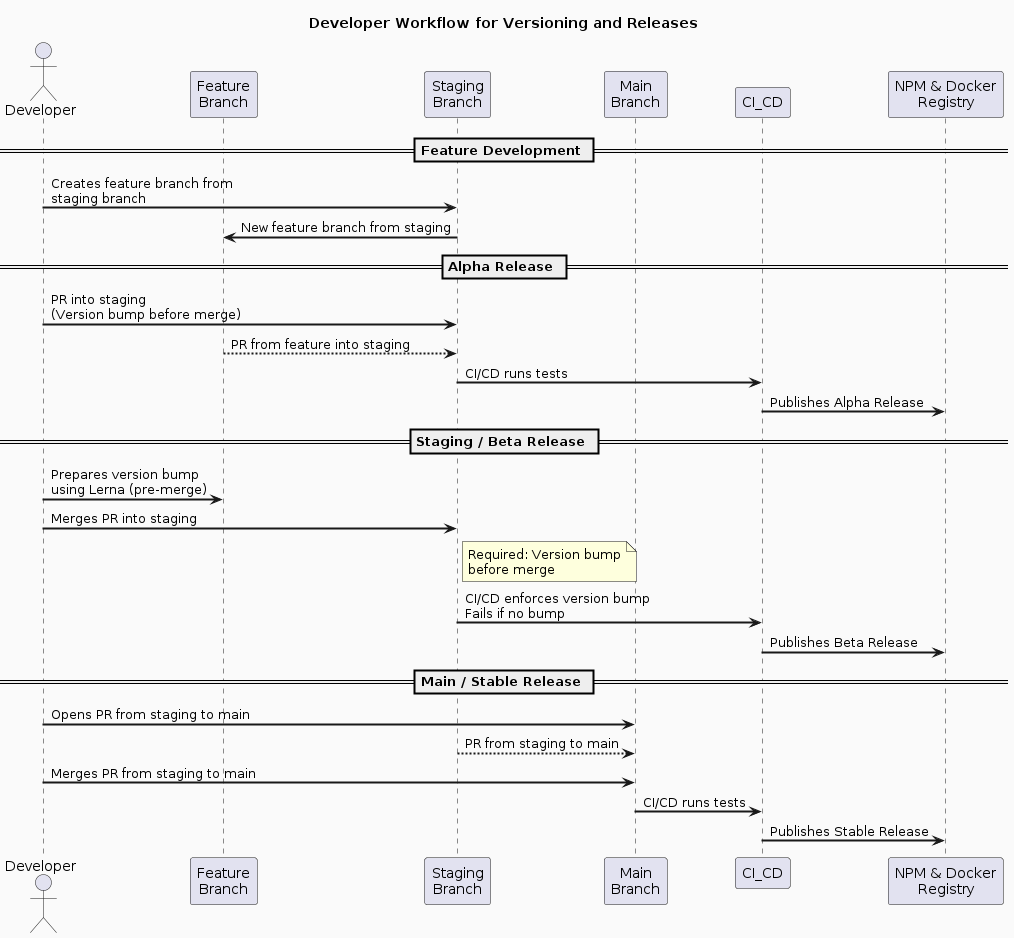 Developer Workflow for Versioning and Releases
Developer
Feature
Branch
Staging
Branch
Main
Branch
CI_CD
NPM & Docker
Registry
Feature Development
Creates feature branch from
staging branch
New feature branch from staging
Alpha Release
PR into staging
(Version bump before merge)
PR from feature into staging
CI/CD runs tests
Publishes Alpha Release
Staging / Beta Release
Prepares version bump
using Lerna (pre-merge)
Merges PR into staging
Required: Version bump
before merge
CI/CD enforces version bump
Fails if no bump
Publishes Beta Release
Main / Stable Release
Opens PR from staging to main
PR from staging to main
Merges PR from staging to main
CI/CD runs tests
Publishes Stable Release
Developer
Feature
Branch
Staging
Branch
Main
Branch
CI_CD
NPM & Docker
Registry